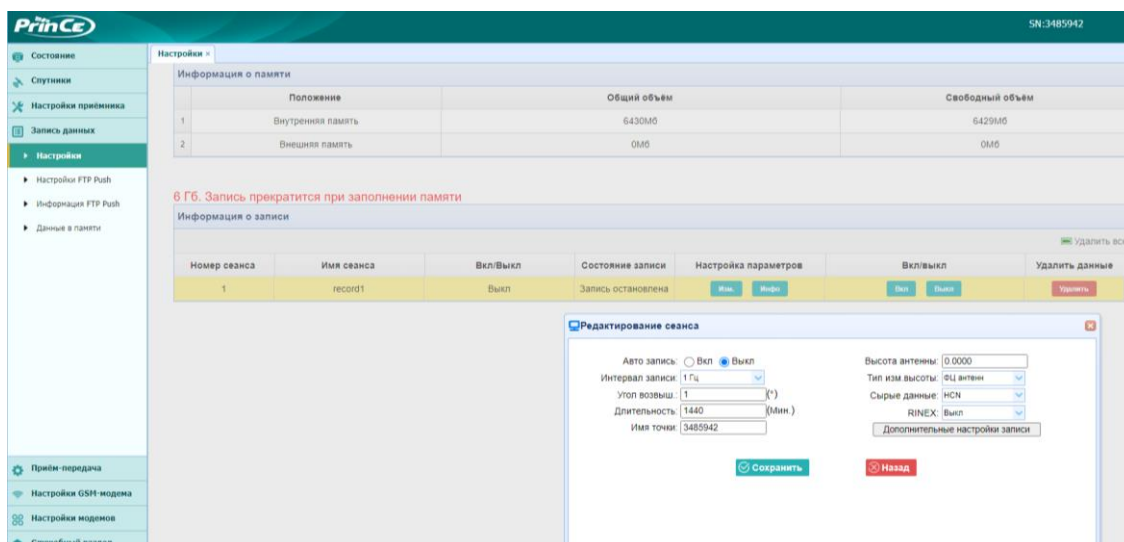 PrinCe
SN:3485942
Состояние
Спутники
Настройки приёмника
Запись данных
Настройки
Настройки FTP Push
Информация FTP Push
Данные в памяти
Приём-передача
Настройки GSM-модема
Настройки модемов
Настройки ×
Информация о памяти
Положение Общий объём Свободный объём
1 Внутренняя память 6430Мб 6429Мб
2 Внешняя память 0Мб 0Мб
6 Гб. Запись прекратится при заполнении памяти
Информация о записи
Удалить всё
Номер сеанса Имя сеанса Вкл/Выкл Состояние записи Настройка параметров Вкл/выкл Удалить данные
1 record1 Выкл Запись остановлена Изм. Инфо Вкл Выкл Удалить
Редактирование сеанса
Авто запись: Вкл Выкл Высота антенны: 0.0000
Интервал записи: 1 Гц Тип изм.высоты: ФЦ антенн
Угол возвыш.: 1 (°) Сырые данные: HCN
Длительность: 1440 (Мин.) RINEX: Выкл
Имя точки: 3485942 Дополнительные настройки записи
Сохранить Назад